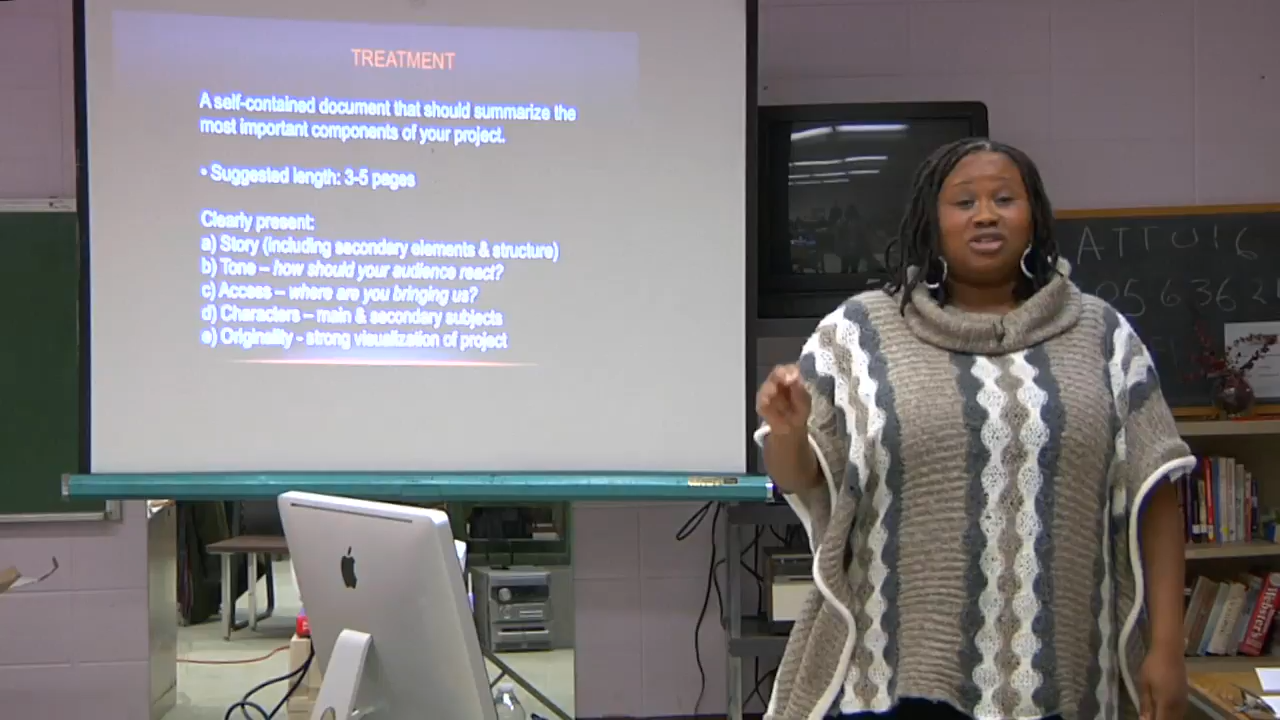 TREATMENT
A self-contained document that should summarize the
most important components of your project.
• Suggested length: 3-5 pages
Clearly present:
a) Story (including secondary elements & structure)
b) Tone – how should your audience react?
c) Access – where are you bringing us?
d) Characters – main & secondary subjects
e) Originality - strong visualization of project
ATTU16
Webster's